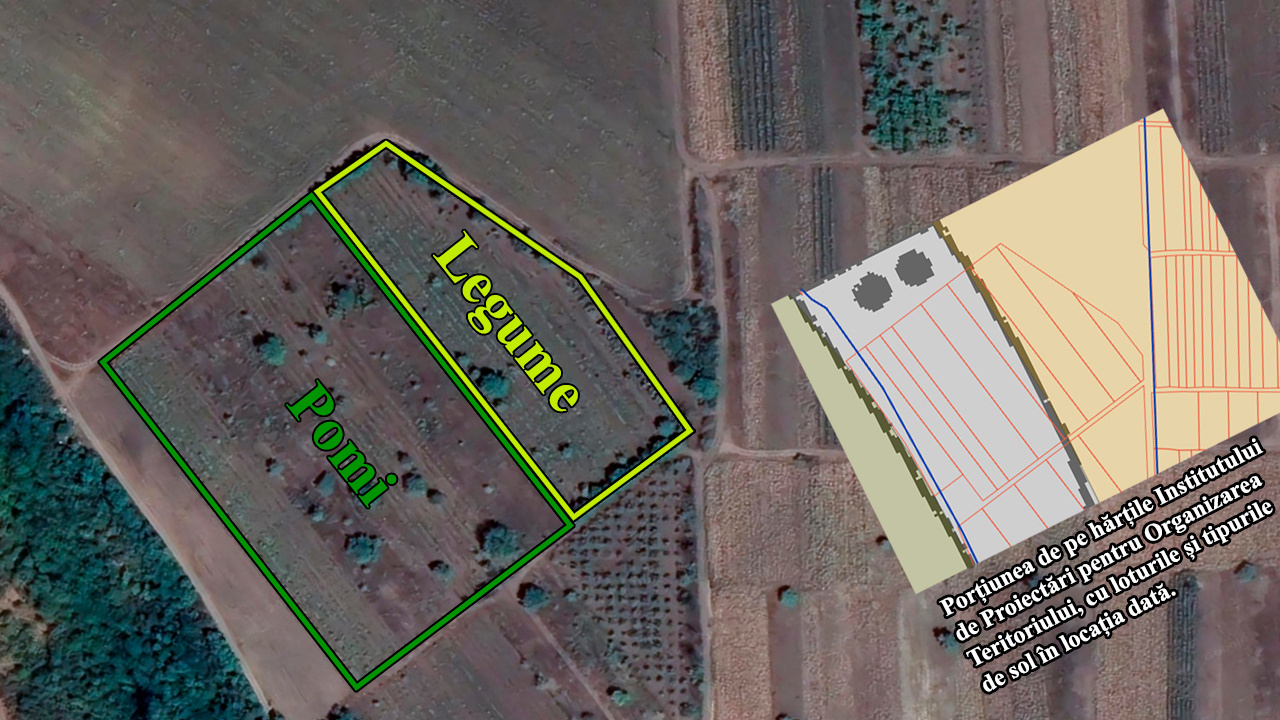 Legume
Pomi
Porțiunea de pe hărțile Institutului
de Proiectări pentru Organizarea
Teritoriului, cu loturile și tipurile
de sol în locația dată.